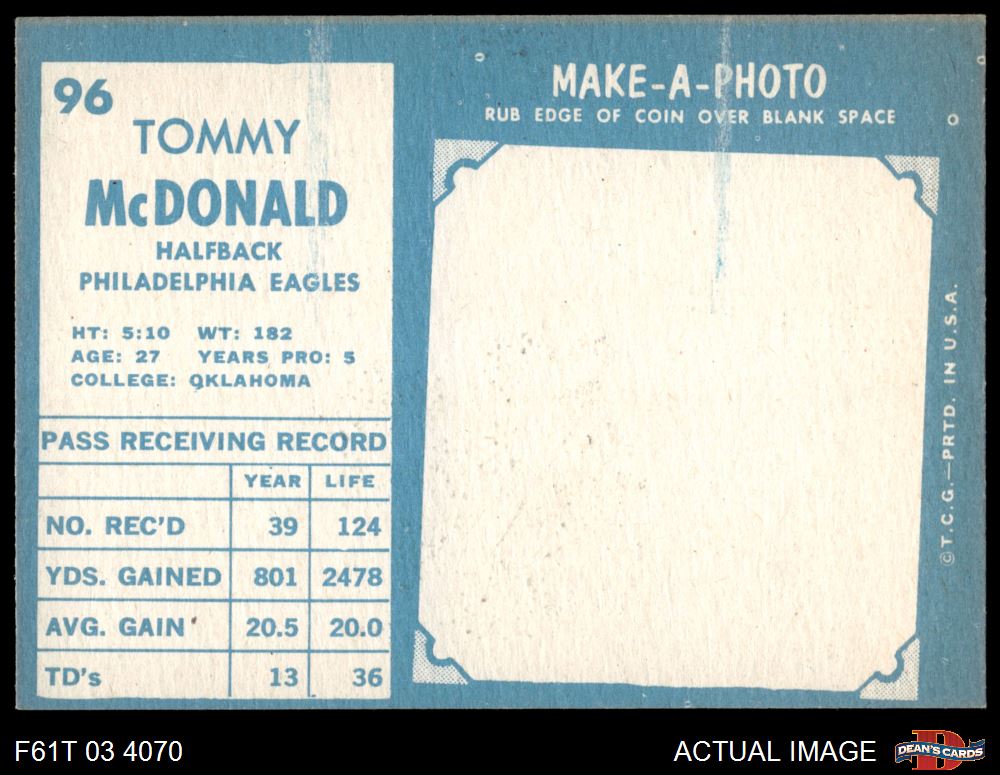 96
TOMMY
McDONALD
HALFBACK
PHILADELPHIA EAGLES
HT: 5:10 WT: 182
AGE: 27 YEARS PRO: 5
COLLEGE: OKLAHOMA
PASS RECEIVING RECORD
YEAR LIFE
NO. REC'D 39 124
YDS. GAINED 801 2478
AVG. GAIN 20.5 20.0
TD's 13 36
MAKE-A-PHOTO
RUB EDGE OF COIN OVER BLANK SPACE
©T.C.G.—PRTD. IN U.S.A.
F61T 03 4070
ACTUAL IMAGE
D
DEAN'S CARDS